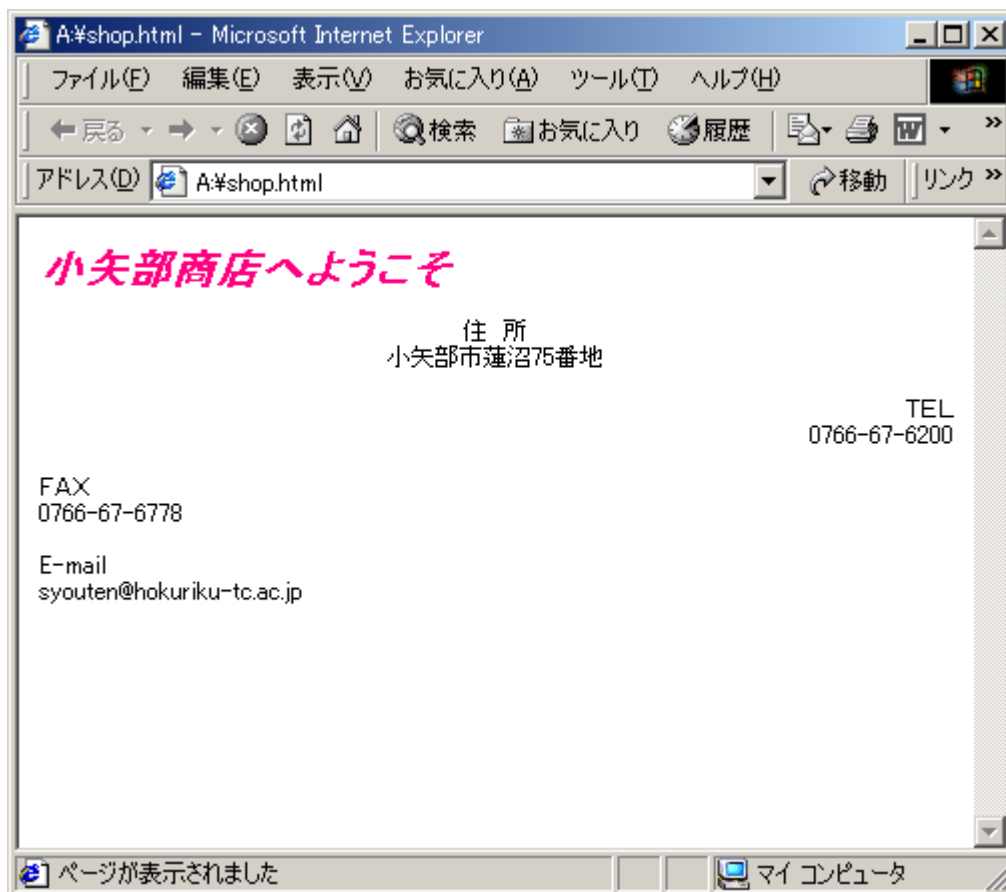 A:¥shop.html - Microsoft Internet Explorer
ファイル(F) 編集(E) 表示(V) お気に入り(A) ツール(T) ヘルプ(H)
戻る 検索 お気に入り 履歴 »
アドレス(D) A:¥shop.html 移動 リンク »
小矢部商店へようこそ
住 所
小矢部市蓮沼75番地
TEL
0766-67-6200
FAX
0766-67-6778
E-mail
syouten@hokuriku-tc.ac.jp
ページが表示されました マイ コンピュータ